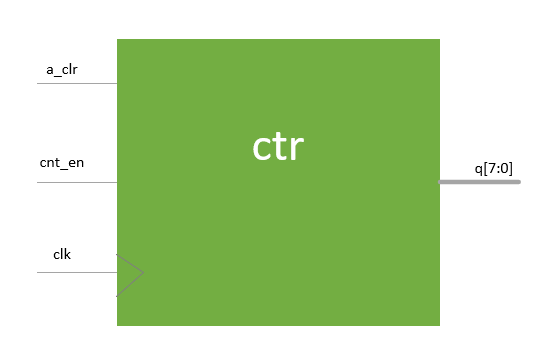 a_clr
ctr
cnt_en
q[7:0]
clk